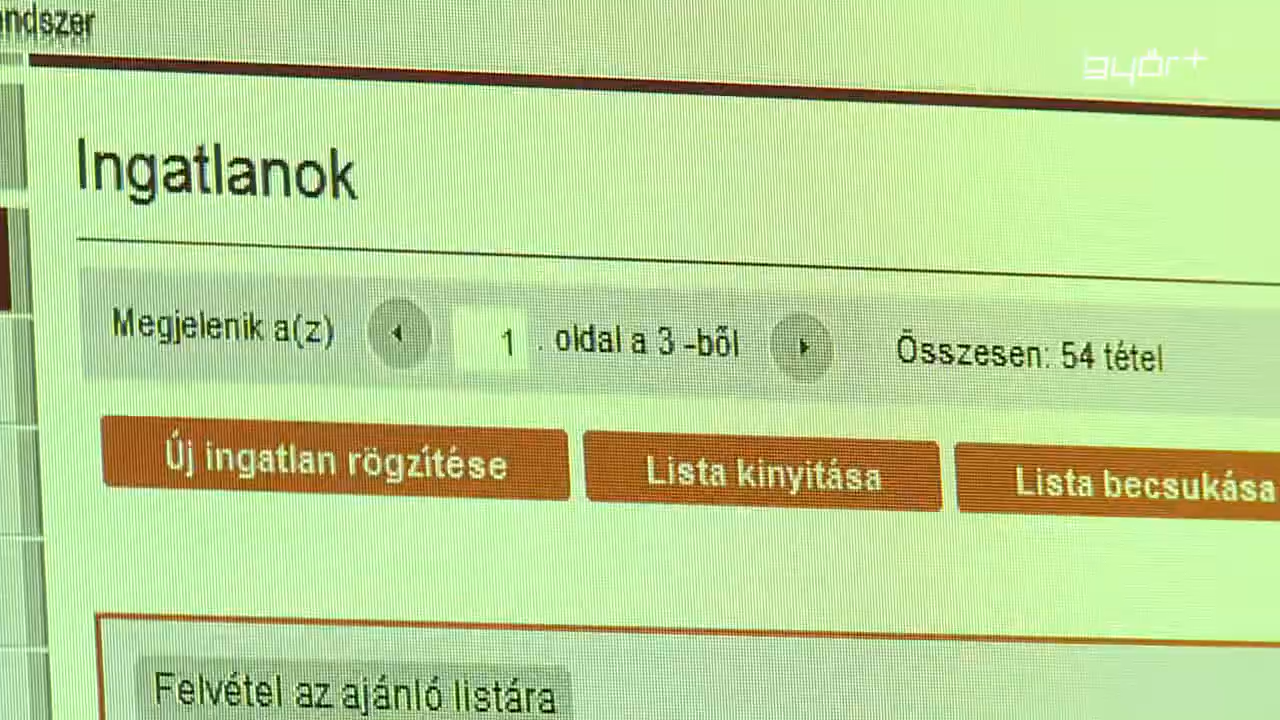 győr+
Ingatlanok
Megjelenik a(z) 1 . oldal a 3 -ből Összesen: 54 tétel
Új ingatlan rögzítése Lista kinyitása Lista becsukása
Felvétel az ajánló listára